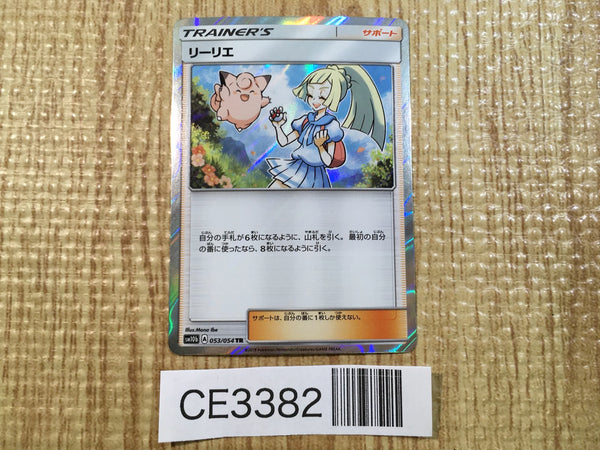 TRAINER'S サポート
リーリエ
自分の手札が6枚になるように、山札を引く。最初の自分
の番に使ったなら、8枚になるように引く。
サポートは、自分の番に1枚しか使えない。
Illus.Mana Ibe
SM10b A 053/054 TR
CE3382